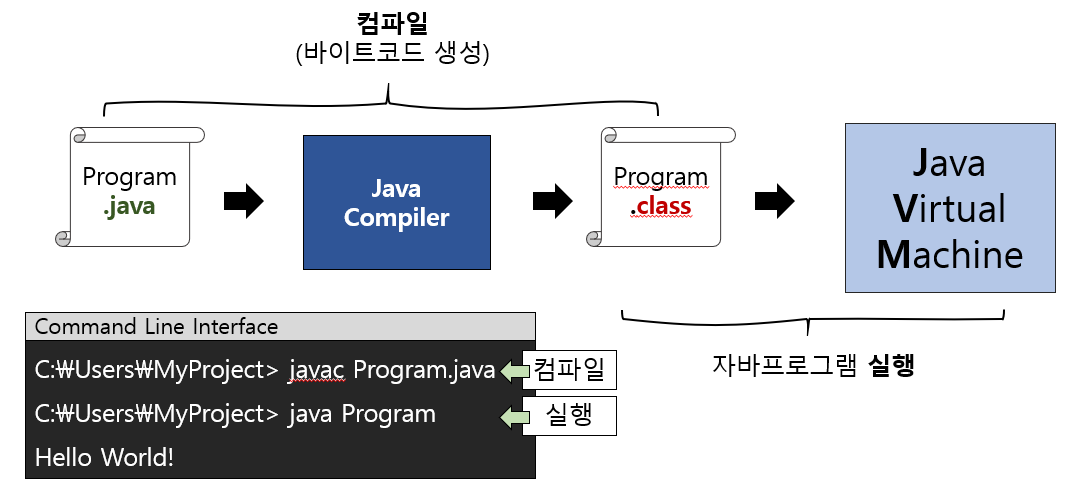 컴파일
(바이트코드 생성)
Program
.java
Java
Compiler
Program
.class
Java
Virtual
Machine
자바프로그램 실행
Command Line Interface
C:₩Users₩MyProject> javac Program.java
컴파일
C:₩Users₩MyProject> java Program
실행
Hello World!